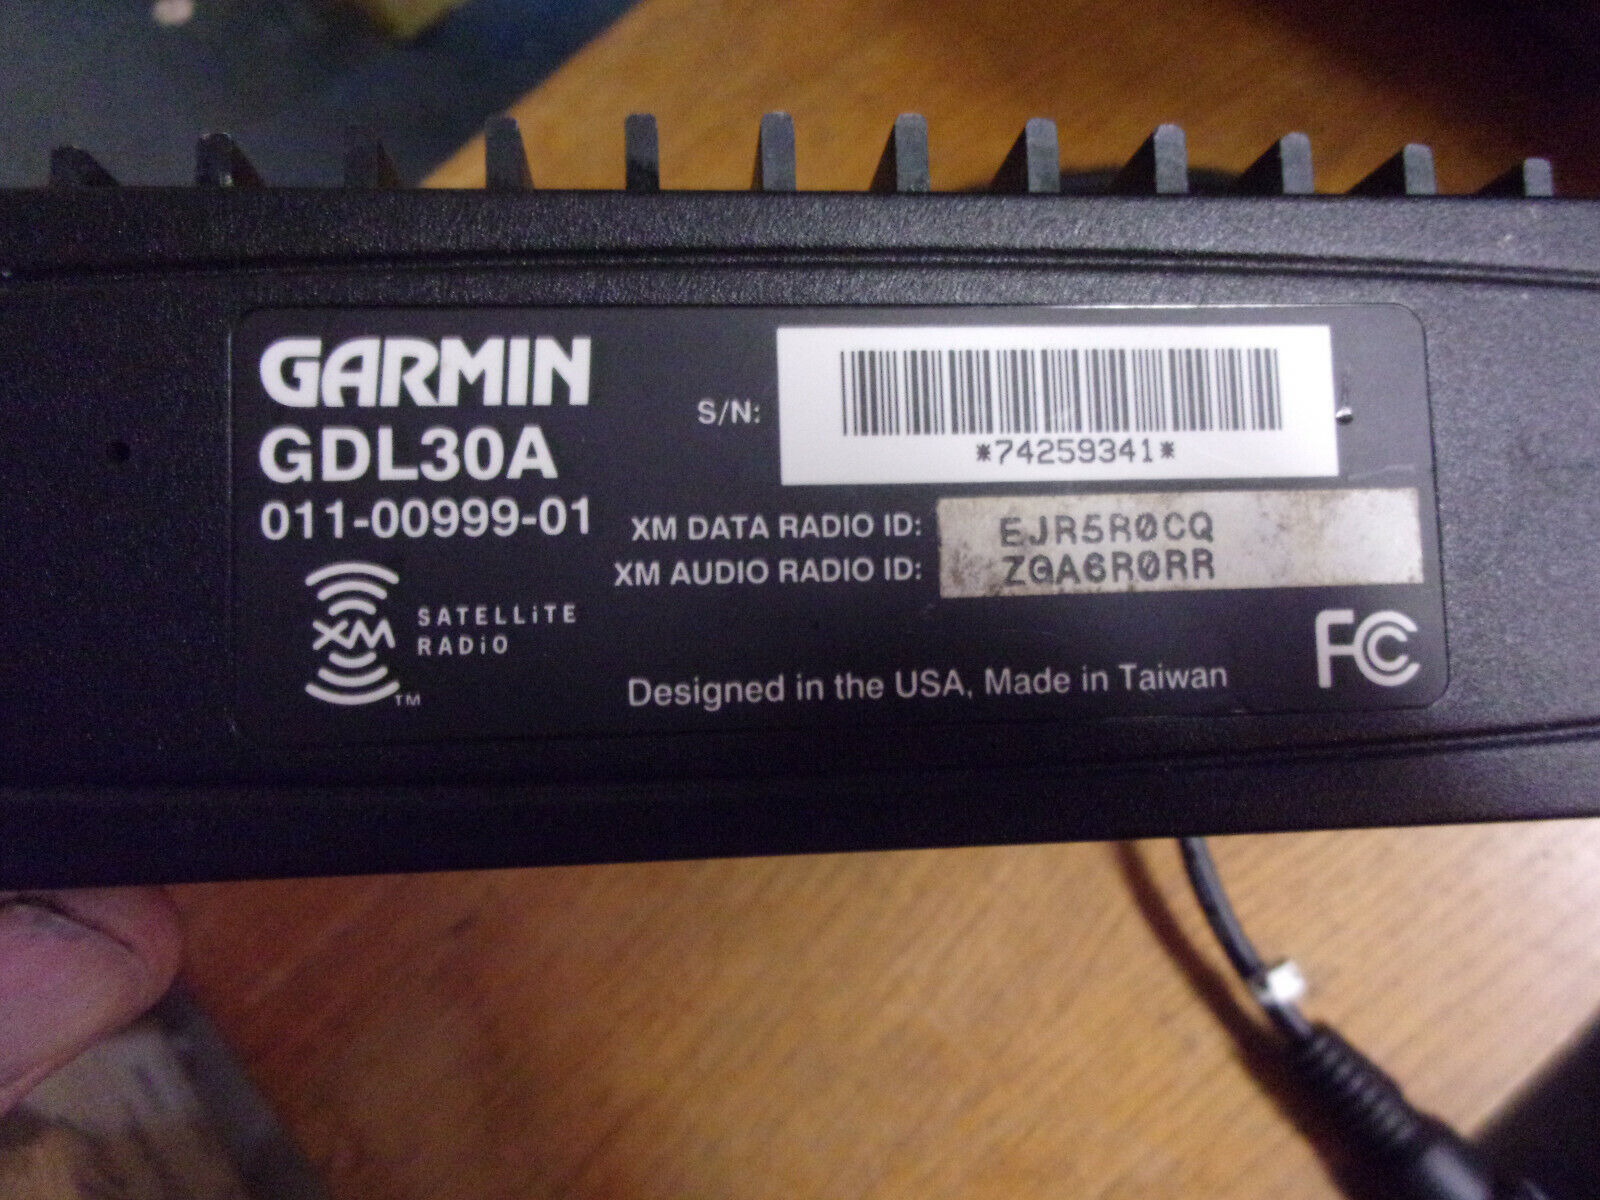 GARMIN
GDL30A
011-00999-01
S/N:
*74259341*
XM DATA RADIO ID: EJR5R0CQ
XM AUDIO RADIO ID: ZGA6R0RR
XM SATELLiTE
RADiO
TM
Designed in the USA, Made in Taiwan
FC